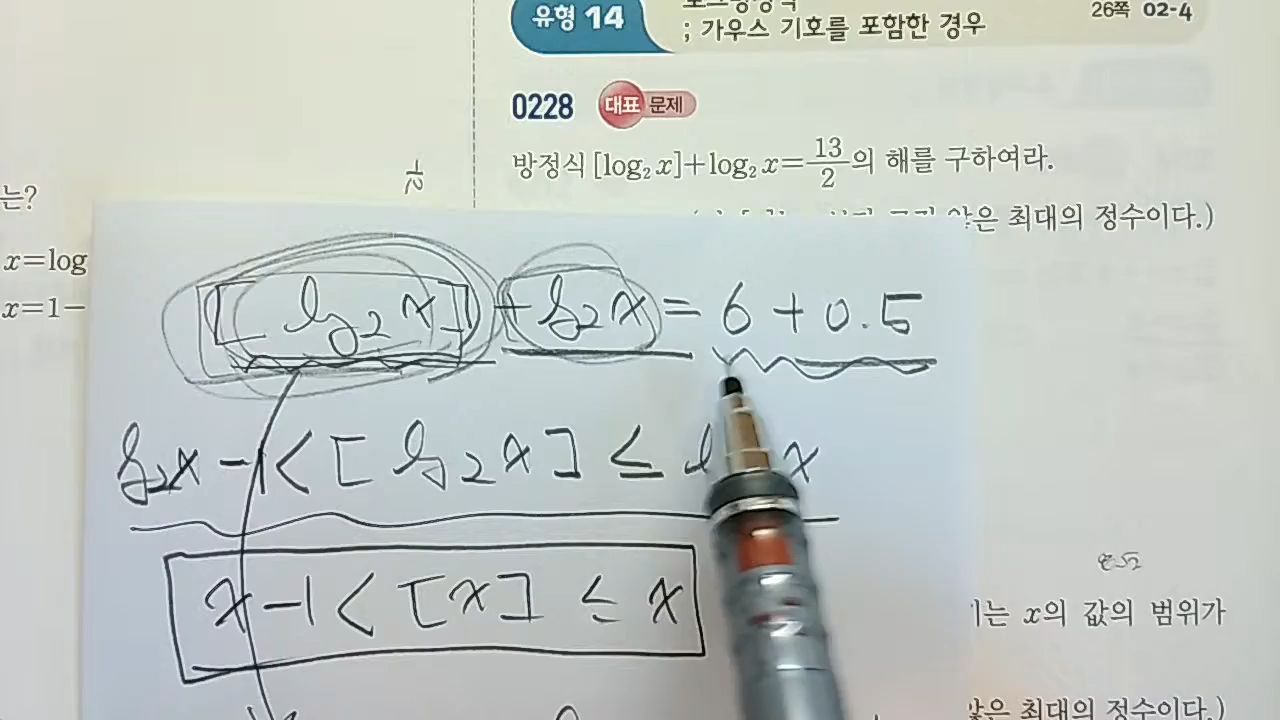 유형 14
; 가우스 기호를 포함한 경우
26쪽 02-4
0228 대표 문제
방정식 [log₂x]+log₂x=13/2의 해를 구하여라.
않은 최대의 정수이다.)
는?
x=log
x=1−
[log₂x]+log₂x=6+0.5
log₂x−1<[log₂x]≤ x
x−1<[x]≤x
는 x의 값의 범위가
않은 최대의 정수이다.)